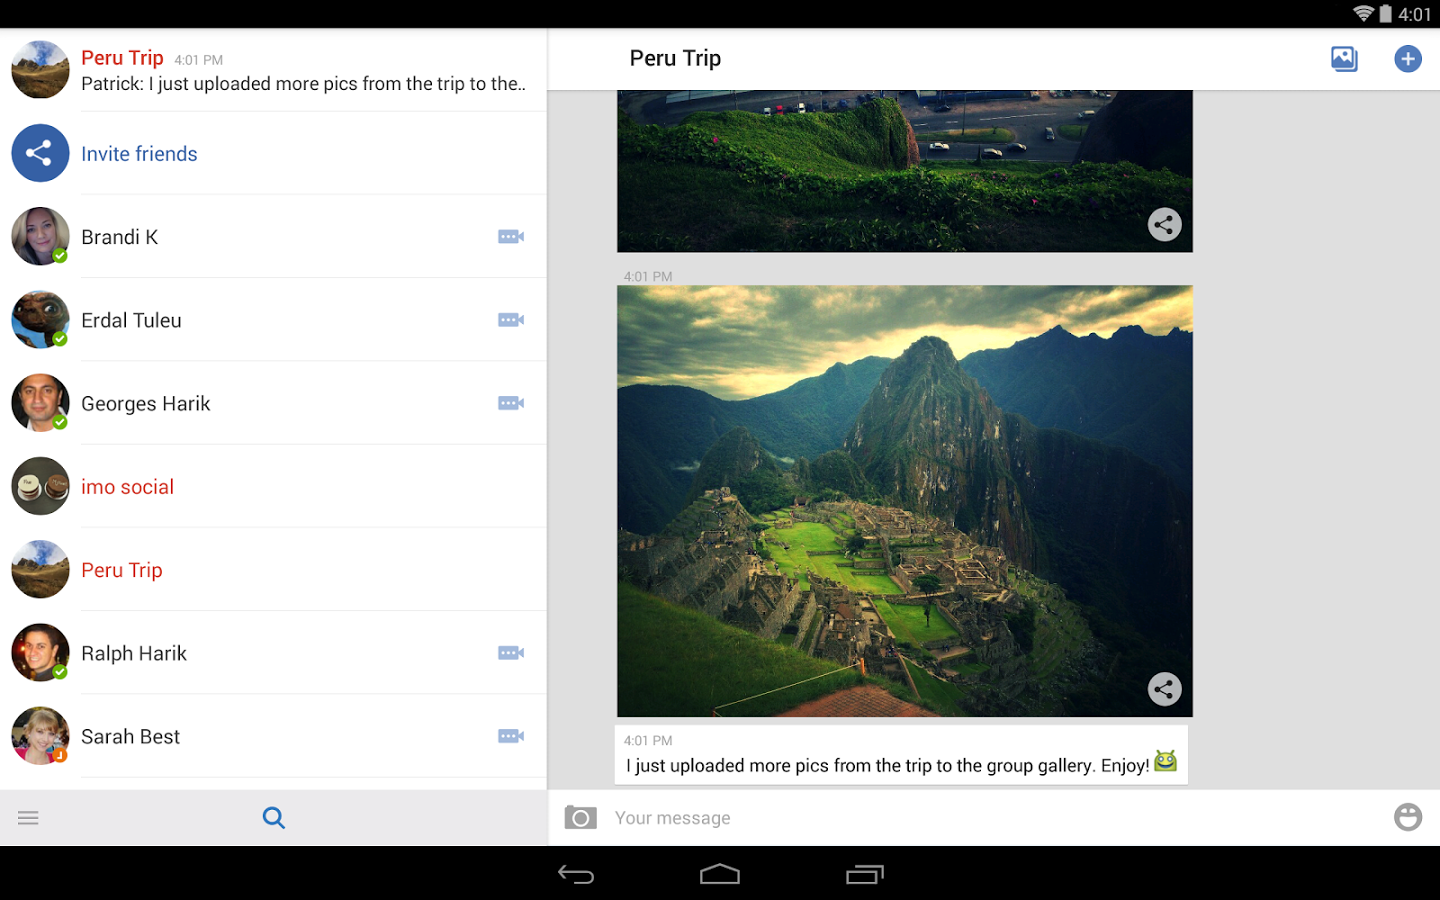 4:01
Peru Trip 4:01 PM
Patrick: I just uploaded more pics from the trip to the..
Invite friends
Brandi K
Erdal Tuleu
Georges Harik
imo social
Peru Trip
Ralph Harik
Sarah Best
Peru Trip
4:01 PM
4:01 PM
I just uploaded more pics from the trip to the group gallery. Enjoy!
Your message